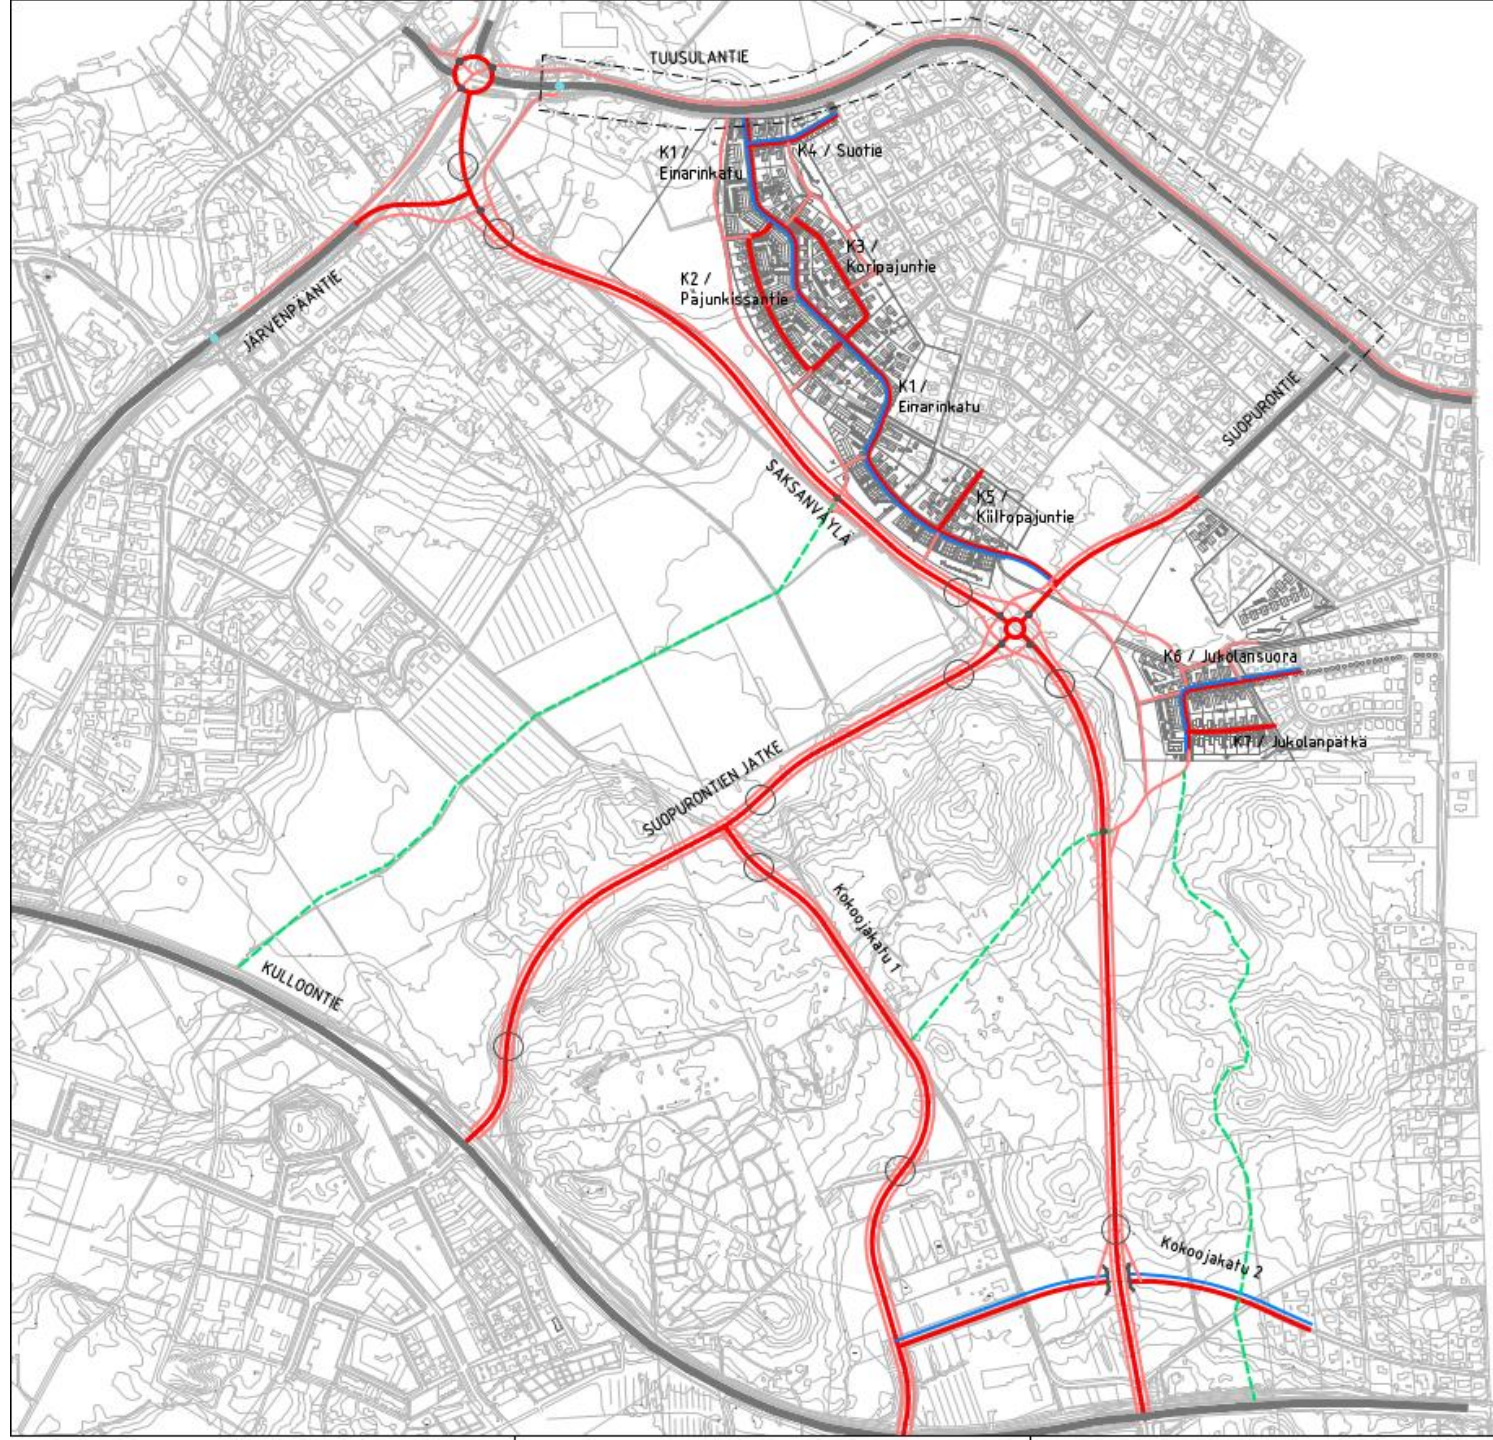 TUUSULANTIE
K1 /
Einarinkatu
K4 / Suotie
K3 /
Koripajuntie
K2 /
Pajunkissantie
JÄRVENPÄÄNTIE
K1 /
Einarinkatu
SUOPURONTIE
SAKSANVÄYLÄ
K5 /
Kiiltopajuntie
K6 / Jukolansuora
K7 / Jukolanpätkä
SUOPURONTIEN JATKE
Kokoojakatu 1
KULLOONTIE
Kokoojakatu 2